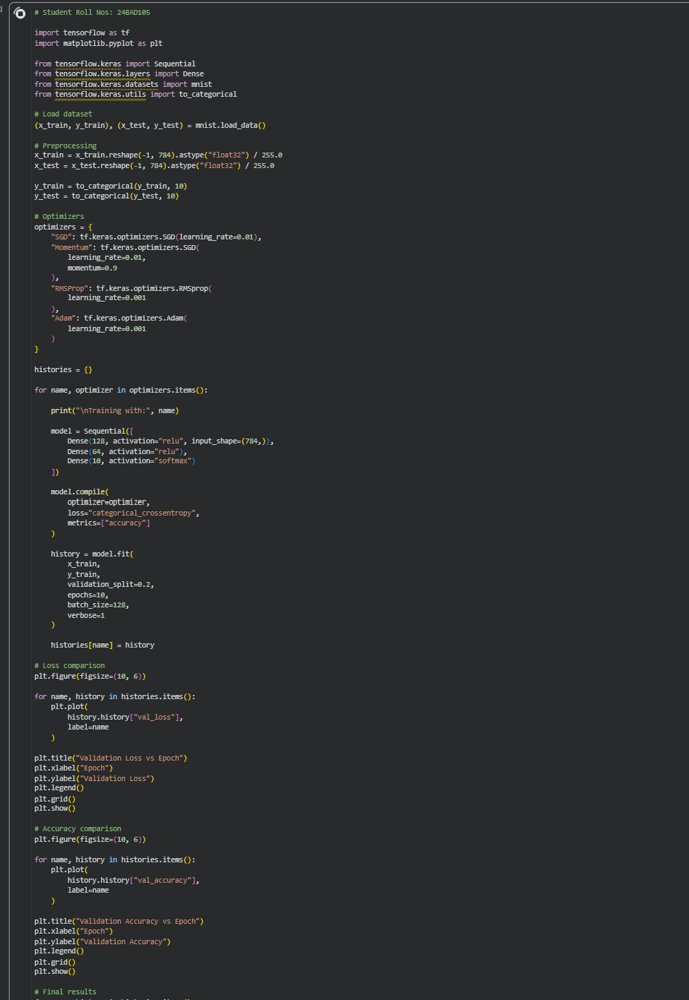 # Student Roll Nos: 24BAD105
import tensorflow as tf
import matplotlib.pyplot as plt
from tensorflow.keras import Sequential
from tensorflow.keras.layers import Dense
from tensorflow.keras.datasets import mnist
from tensorflow.keras.utils import to_categorical
# Load dataset
(x_train, y_train), (x_test, y_test) = mnist.load_data()
# Preprocessing
x_train = x_train.reshape(-1, 784).astype("float32") / 255.0
x_test = x_test.reshape(-1, 784).astype("float32") / 255.0
y_train = to_categorical(y_train, 10)
y_test = to_categorical(y_test, 10)
# Optimizers
optimizers = {
    "SGD": tf.keras.optimizers.SGD(learning_rate=0.01),
    "Momentum": tf.keras.optimizers.SGD(
        learning_rate=0.01,
        momentum=0.9
    ),
    "RMSProp": tf.keras.optimizers.RMSprop(
        learning_rate=0.001
    ),
    "Adam": tf.keras.optimizers.Adam(
        learning_rate=0.001
    )
}
histories = {}
for name, optimizer in optimizers.items():
    print("\nTraining with:", name)
    model = Sequential([
        Dense(128, activation="relu", input_shape=(784,)),
        Dense(64, activation="relu"),
        Dense(10, activation="softmax")
    ])
    model.compile(
        optimizer=optimizer,
        loss="categorical_crossentropy",
        metrics=["accuracy"]
    )
    history = model.fit(
        x_train,
        y_train,
        validation_split=0.2,
        epochs=10,
        batch_size=128,
        verbose=1
    )
    histories[name] = history
# Loss comparison
plt.figure(figsize=(10, 6))
for name, history in histories.items():
    plt.plot(
        history.history["val_loss"],
        label=name
    )
plt.title("Validation Loss vs Epoch")
plt.xlabel("Epoch")
plt.ylabel("Validation Loss")
plt.legend()
plt.grid()
plt.show()
# Accuracy comparison
plt.figure(figsize=(10, 6))
for name, history in histories.items():
    plt.plot(
        history.history["val_accuracy"],
        label=name
    )
plt.title("Validation Accuracy vs Epoch")
plt.xlabel("Epoch")
plt.ylabel("Validation Accuracy")
plt.legend()
plt.grid()
plt.show()
# Final results